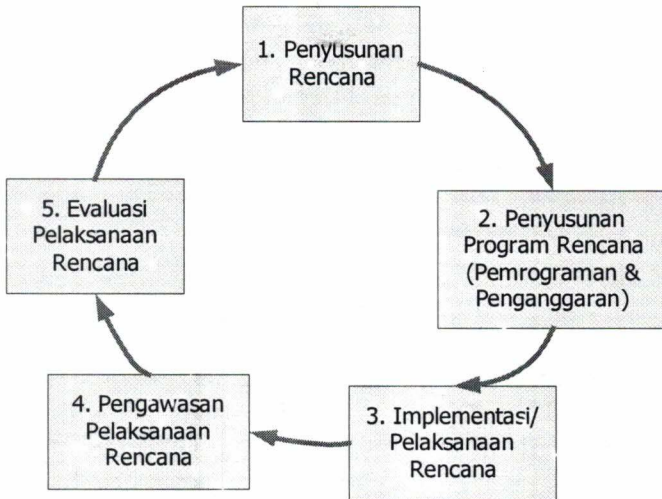 1. Penyusunan
Rencana
2. Penyusunan
Program Rencana
(Pemrograman &
Penganggaran)
3. Implementasi/
Pelaksanaan
Rencana
4. Pengawasan
Pelaksanaan
Rencana
5. Evaluasi
Pelaksanaan
Rencana